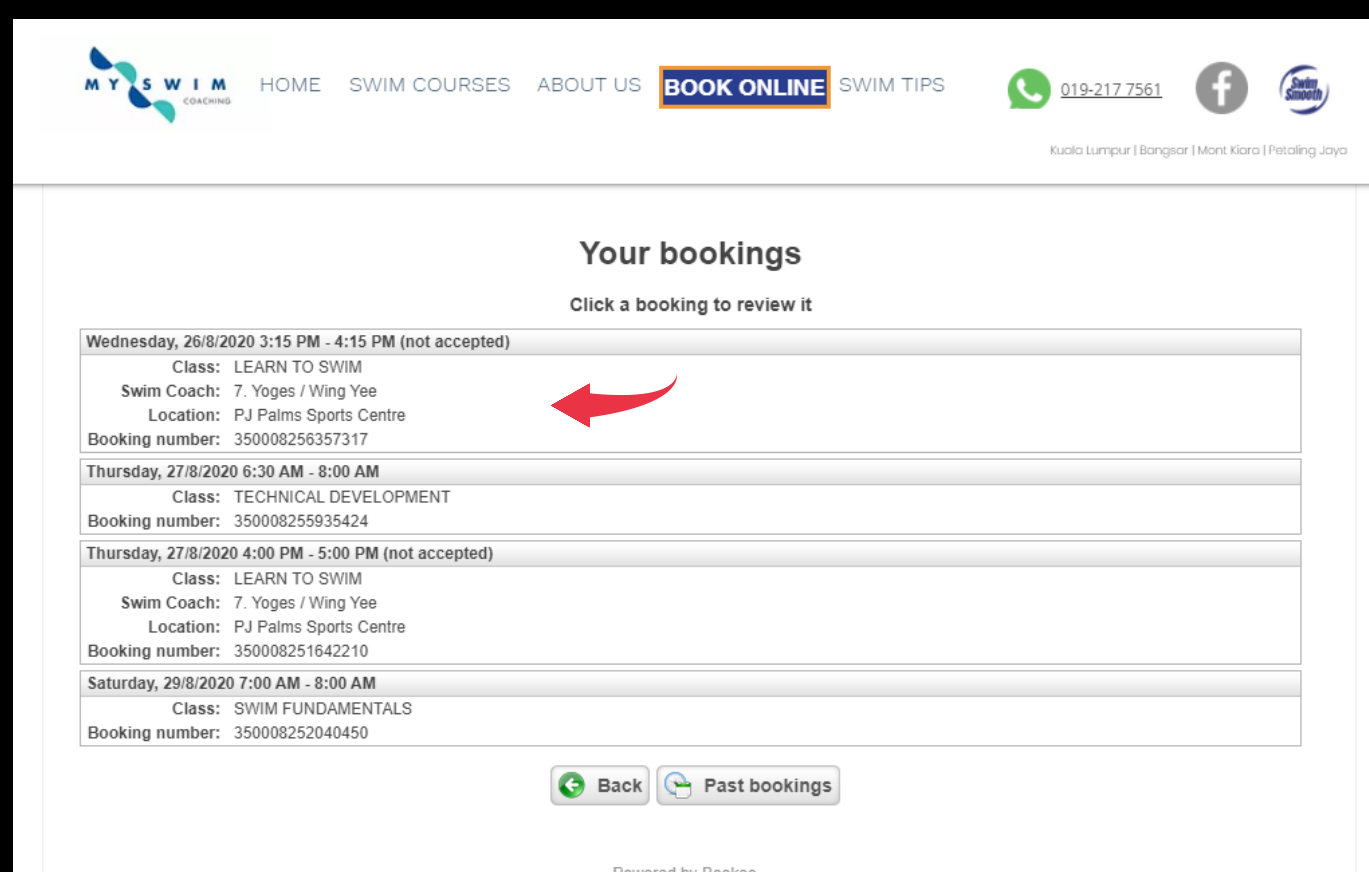 MY SWIM
COACHING
HOME SWIM COURSES ABOUT US BOOK ONLINE SWIM TIPS
019-217 7561
f
Swim
Smooth
Kuala Lumpur | Bangsar | Mont Kiara | Petaling Jaya
Your bookings
Click a booking to review it
Wednesday, 26/8/2020 3:15 PM - 4:15 PM (not accepted)
Class: LEARN TO SWIM
Swim Coach: 7. Yoges / Wing Yee
Location: PJ Palms Sports Centre
Booking number: 350008256357317
Thursday, 27/8/2020 6:30 AM - 8:00 AM
Class: TECHNICAL DEVELOPMENT
Booking number: 350008255935424
Thursday, 27/8/2020 4:00 PM - 5:00 PM (not accepted)
Class: LEARN TO SWIM
Swim Coach: 7. Yoges / Wing Yee
Location: PJ Palms Sports Centre
Booking number: 350008251642210
Saturday, 29/8/2020 7:00 AM - 8:00 AM
Class: SWIM FUNDAMENTALS
Booking number: 350008252040450
Back Past bookings
Powered by